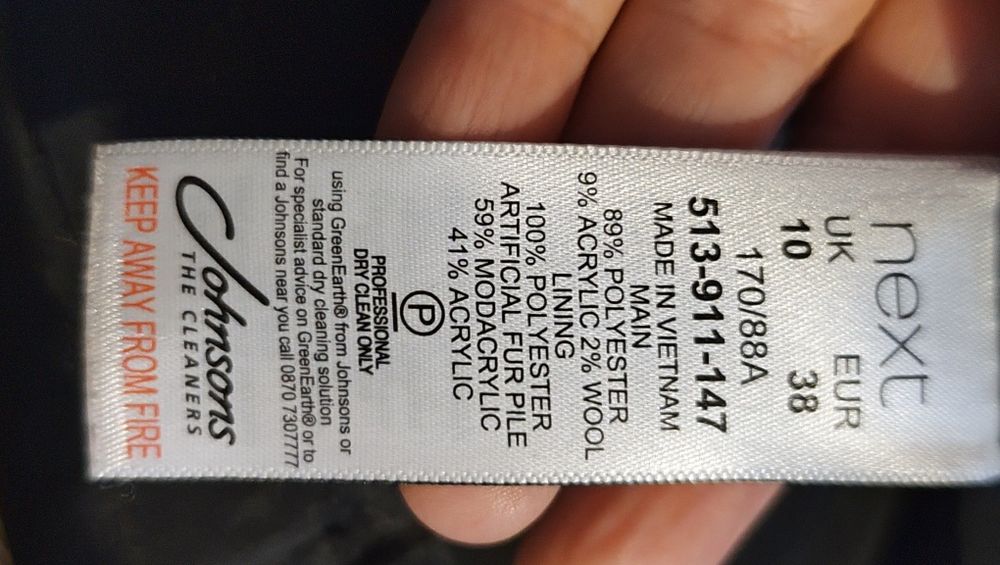 next
UK EUR
10 38
170/88A
513-911-147
MADE IN VIETNAM
MAIN
89% POLYESTER
9% ACRYLIC 2% WOOL
LINING
100% POLYESTER
ARTIFICIAL FUR PILE
59% MODACRYLIC
41% ACRYLIC
P
PROFESSIONAL
DRY CLEAN ONLY
using GreenEarth® from Johnsons or
standard dry cleaning solution
For specialist advice on GreenEarth® or to
find a Johnsons near you call 0870 7307777
Johnsons
THE CLEANERS
KEEP AWAY FROM FIRE